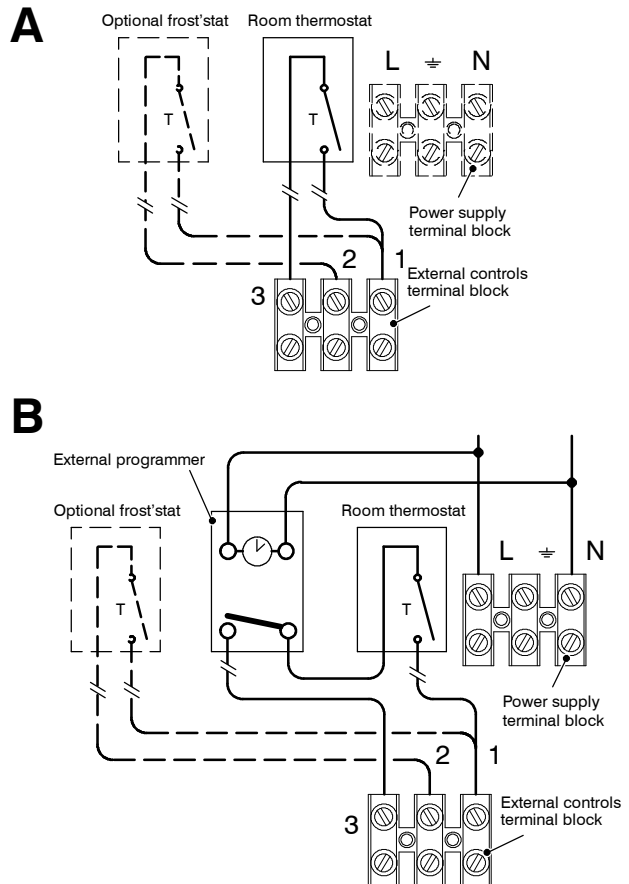 A
Optional frost'stat
Room thermostat
L
N
T
T
Power supply
terminal block
2
1
External controls
terminal block
3
B
External programmer
Optional frost'stat
Room thermostat
L
N
T
T
Power supply
terminal block
2
1
External controls
terminal block
3